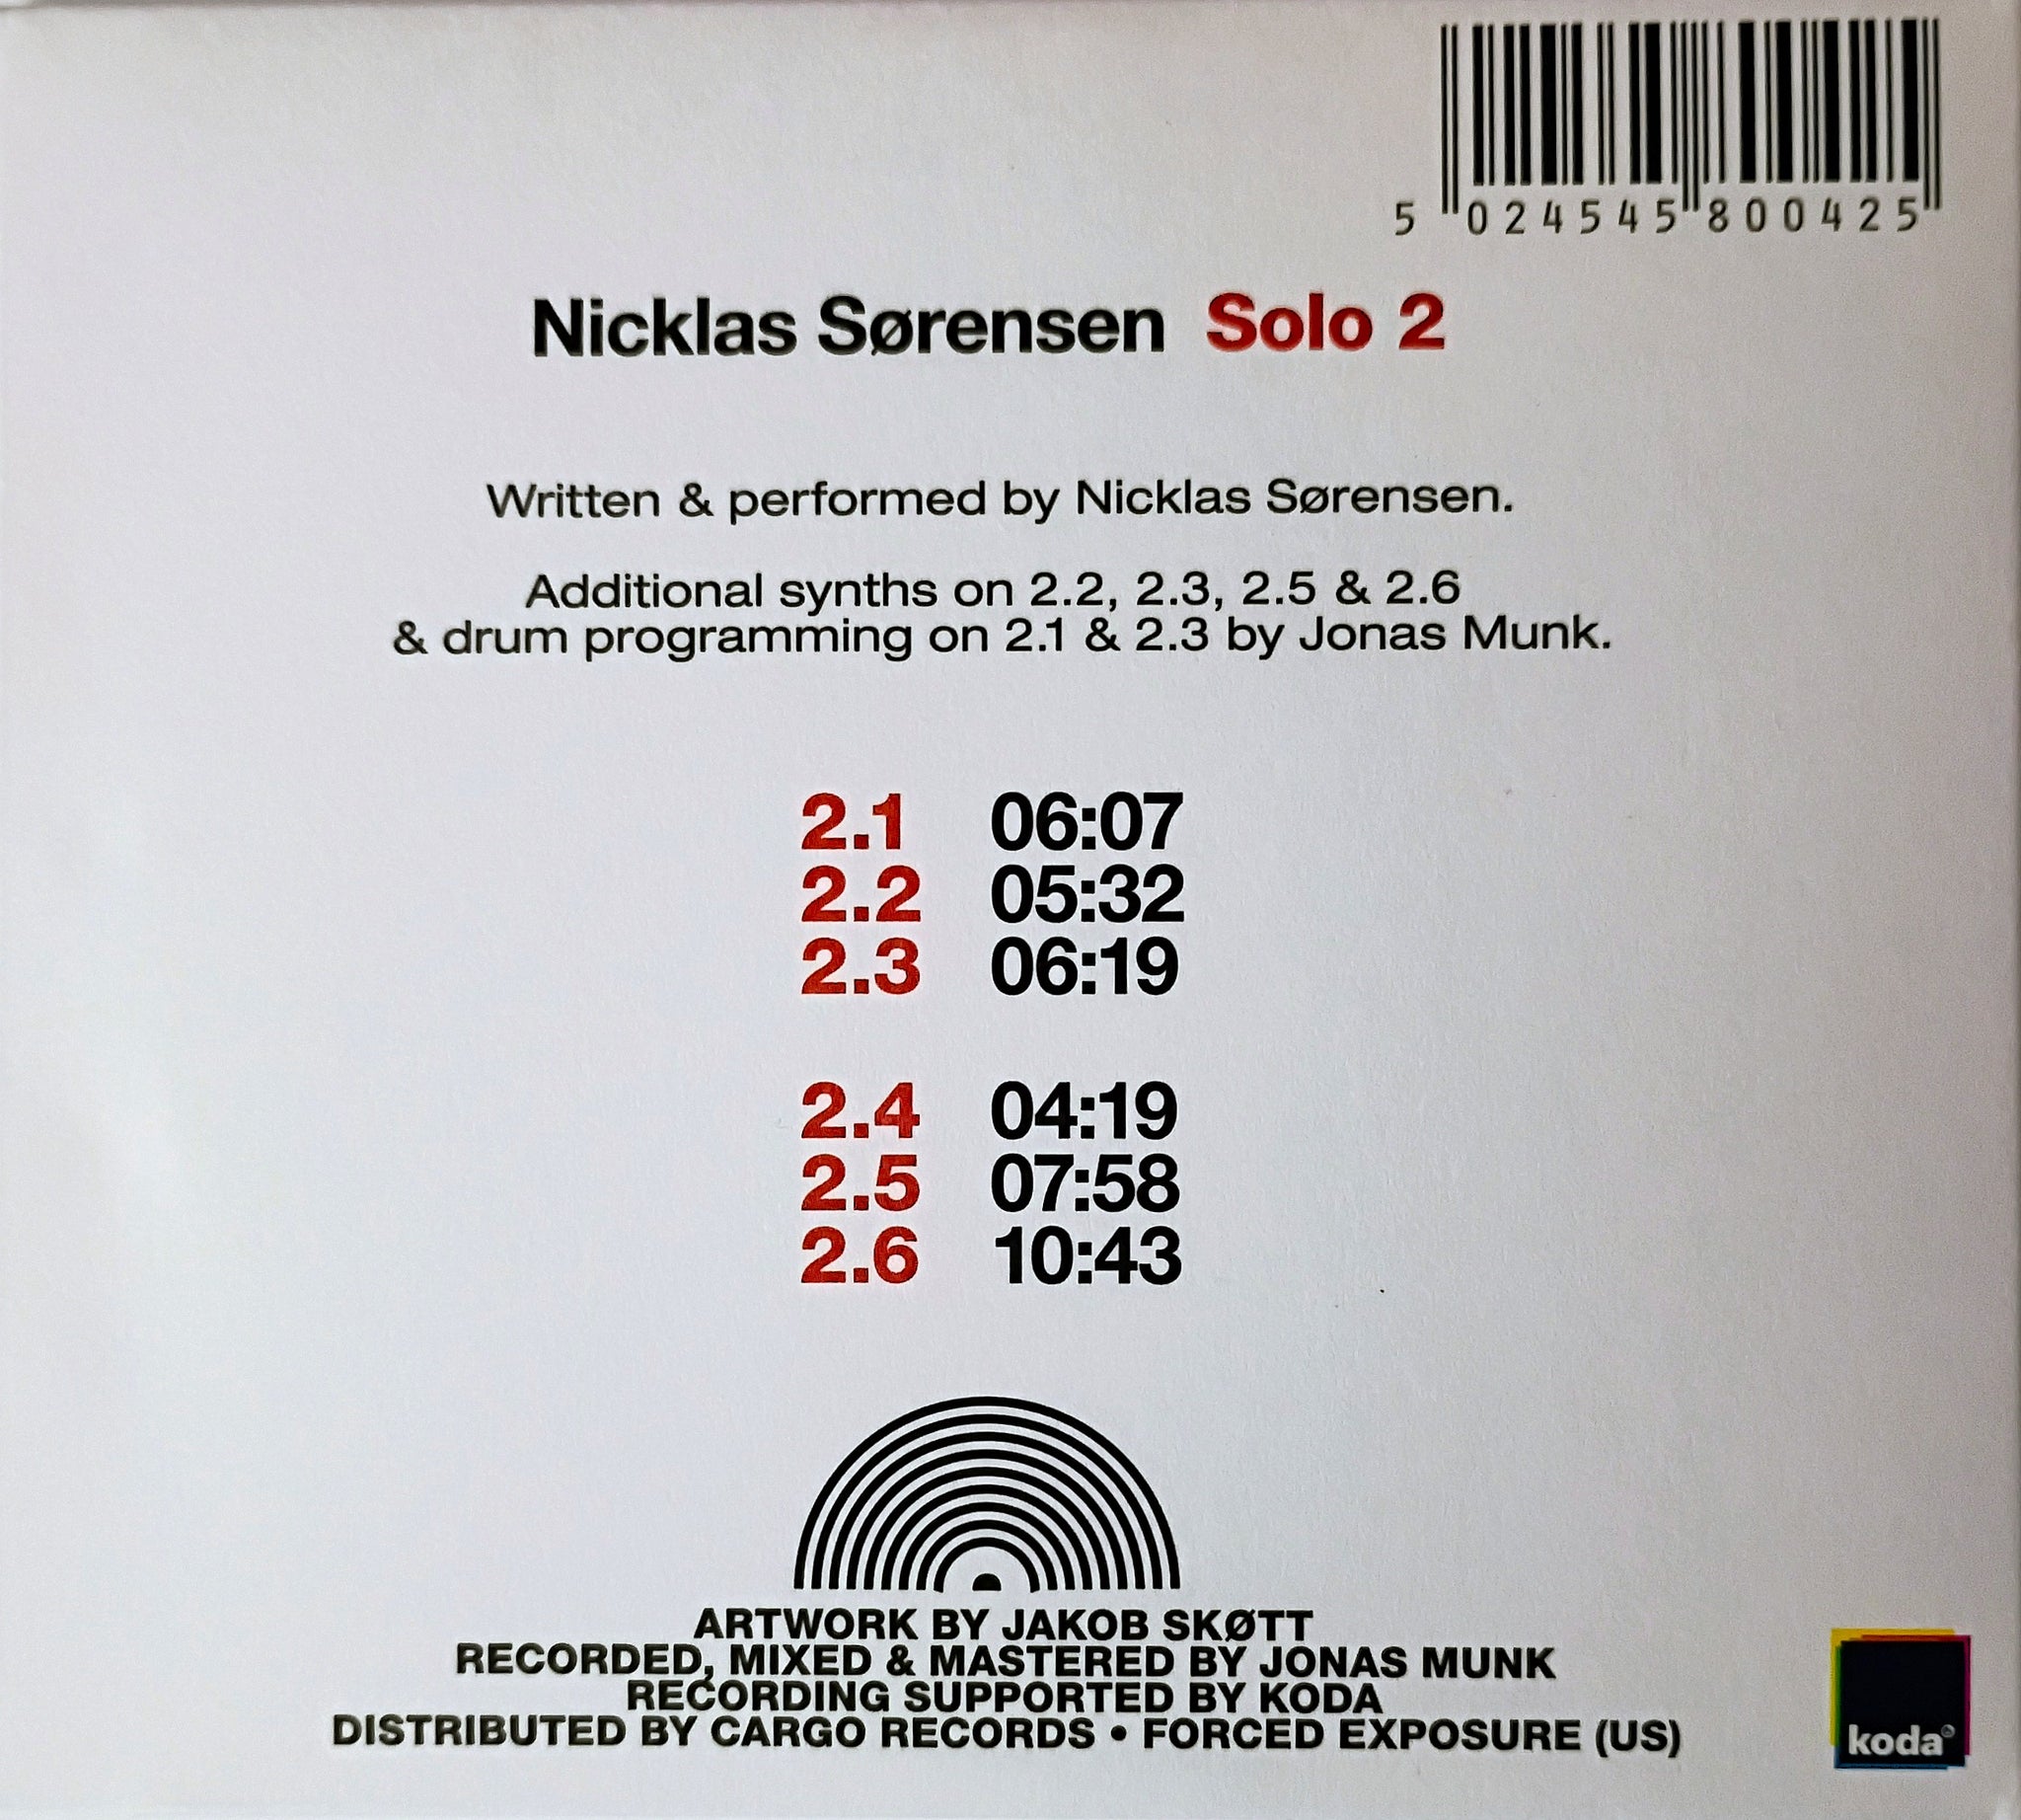 5 024545 800425
Nicklas Sørensen Solo 2
Written & performed by Nicklas Sørensen.
Additional synths on 2.2, 2.3, 2.5 & 2.6
& drum programming on 2.1 & 2.3 by Jonas Munk.
2.1 06:07
2.2 05:32
2.3 06:19
2.4 04:19
2.5 07:58
2.6 10:43
ARTWORK BY JAKOB SKØTT
RECORDED, MIXED & MASTERED BY JONAS MUNK
RECORDING SUPPORTED BY KODA
DISTRIBUTED BY CARGO RECORDS • FORCED EXPOSURE (US)
koda